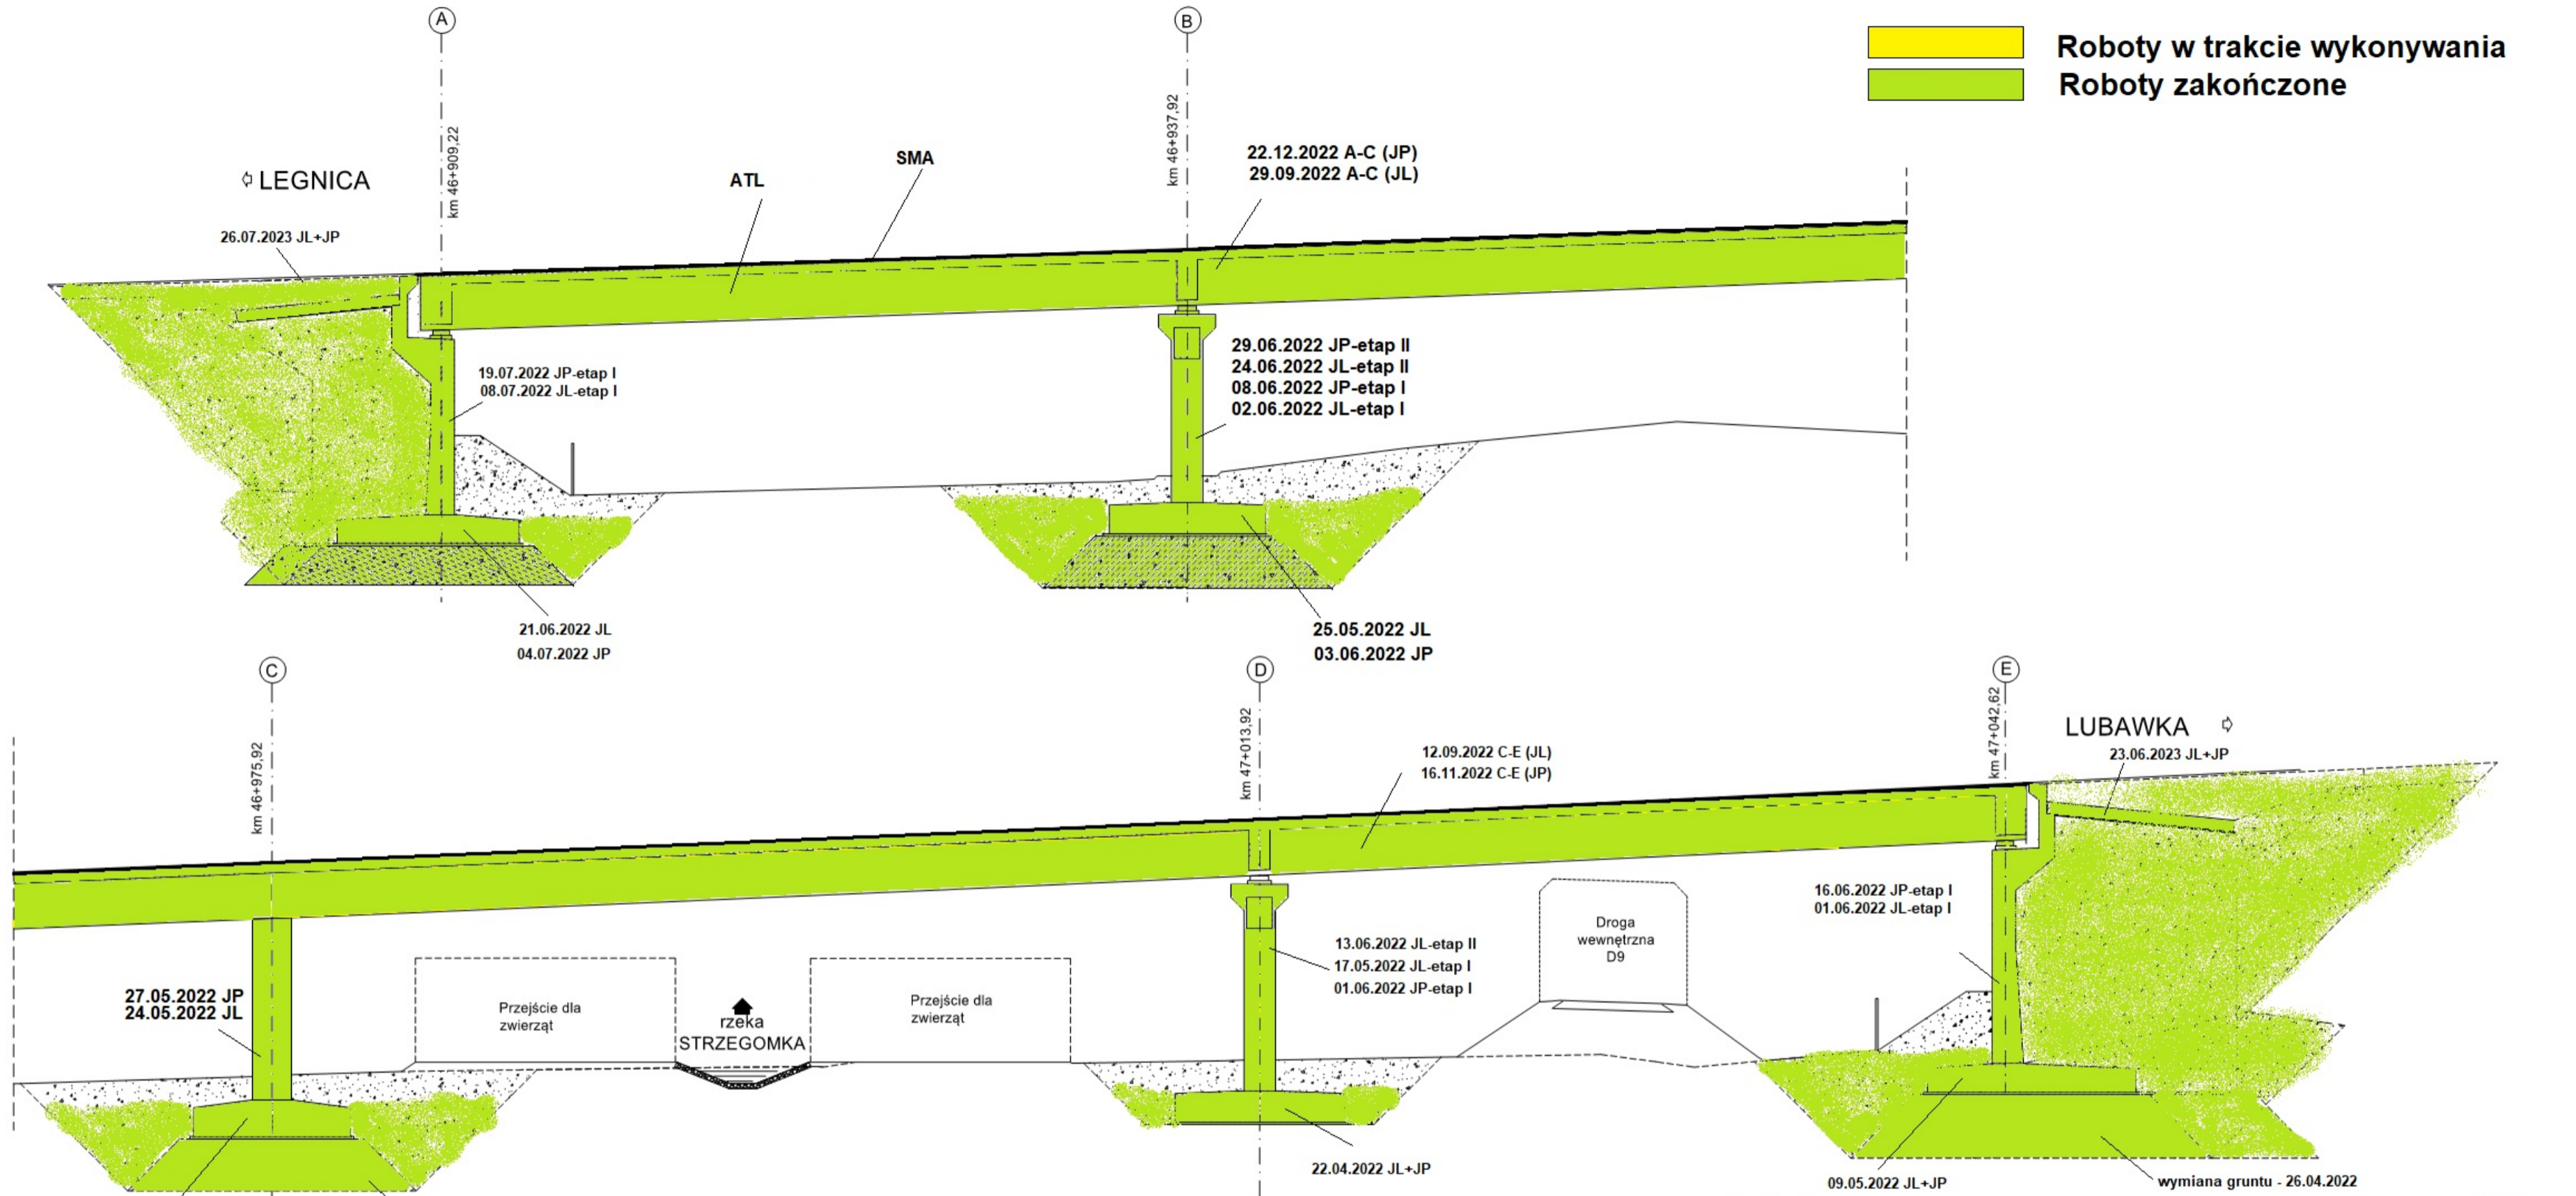 A
B
Roboty w trakcie wykonywania
Roboty zakończone
km 46+909,22
km 46+937,92
22.12.2022 A-C (JP)
29.09.2022 A-C (JL)
SMA
ATL
LEGNICA
26.07.2023 JL+JP
29.06.2022 JP-etap II
24.06.2022 JL-etap II
08.06.2022 JP-etap I
02.06.2022 JL-etap I
19.07.2022 JP-etap I
08.07.2022 JL-etap I
21.06.2022 JL
04.07.2022 JP
25.05.2022 JL
03.06.2022 JP
C
D
E
km 46+975,92
km 47+013,92
km 47+042,62
LUBAWKA
23.06.2023 JL+JP
12.09.2022 C-E (JL)
16.11.2022 C-E (JP)
16.06.2022 JP-etap I
01.06.2022 JL-etap I
Droga
wewnętrzna
D9
13.06.2022 JL-etap II
17.05.2022 JL-etap I
01.06.2022 JP-etap I
27.05.2022 JP
24.05.2022 JL
Przejście dla
zwierząt
rzeka
STRZEGOMKA
Przejście dla
zwierząt
22.04.2022 JL+JP
09.05.2022 JL+JP
wymiana gruntu - 26.04.2022